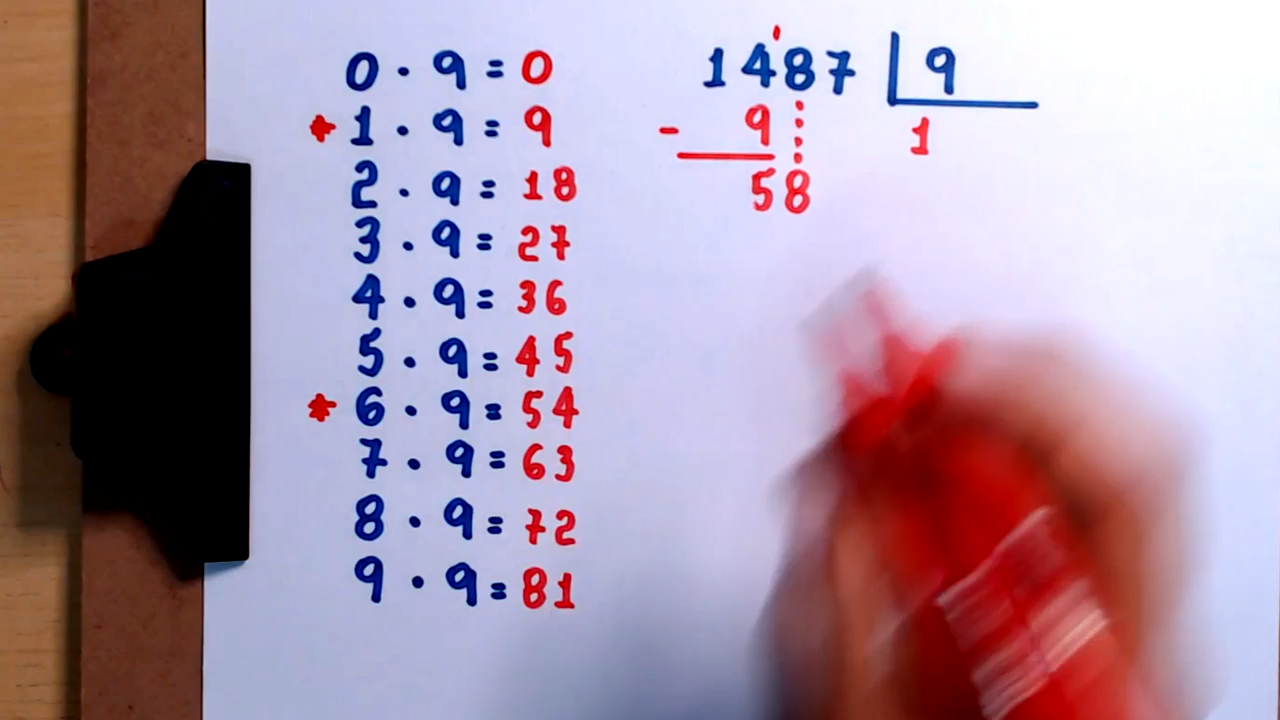 0 · 9 = 0
* 1 · 9 = 9
2 · 9 = 18
3 · 9 = 27
4 · 9 = 36
5 · 9 = 45
* 6 · 9 = 54
7 · 9 = 63
8 · 9 = 72
9 · 9 = 81
1487 9
- 9 1
58